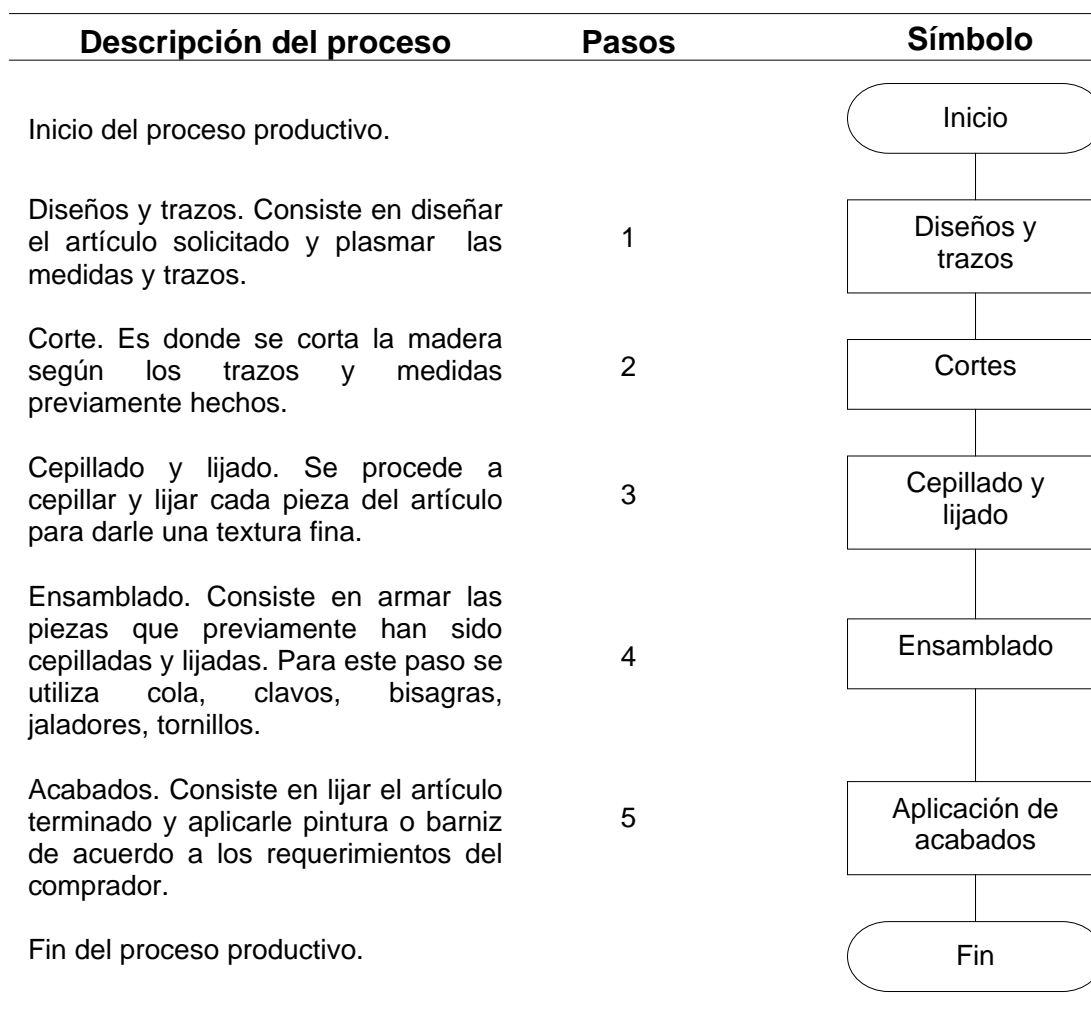 Descripción del proceso Pasos Símbolo
Inicio del proceso productivo.
Inicio
Diseños y trazos. Consiste en diseñar
el artículo solicitado y plasmar las
medidas y trazos.
1
Diseños y
trazos
Corte. Es donde se corta la madera
según los trazos y medidas
previamente hechos.
2
Cortes
Cepillado y lijado. Se procede a
cepillar y lijar cada pieza del artículo
para darle una textura fina.
3
Cepillado y
lijado
Ensamblado. Consiste en armar las
piezas que previamente han sido
cepilladas y lijadas. Para este paso se
utiliza cola, clavos, bisagras,
jaladores, tornillos.
4
Ensamblado
Acabados. Consiste en lijar el artículo
terminado y aplicarle pintura o barniz
de acuerdo a los requerimientos del
comprador.
5
Aplicación de
acabados
Fin del proceso productivo.
Fin